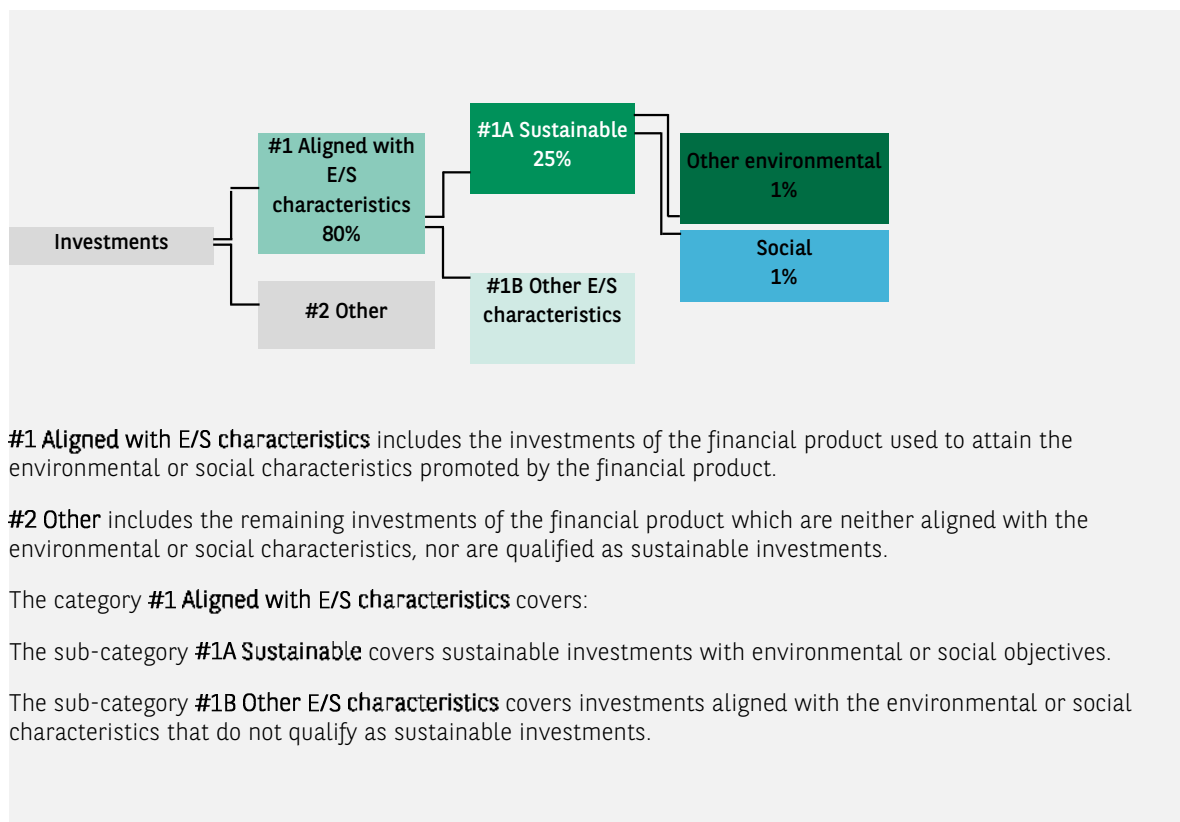 #1A Sustainable
25%
#1 Aligned with
E/S
characteristics
80%
Other environmental
1%
Investments
Social
1%
#1B Other E/S
characteristics
#2 Other
#1 Aligned with E/S characteristics includes the investments of the financial product used to attain the
environmental or social characteristics promoted by the financial product.
#2 Other includes the remaining investments of the financial product which are neither aligned with the
environmental or social characteristics, nor are qualified as sustainable investments.
The category #1 Aligned with E/S characteristics covers:
The sub-category #1A Sustainable covers sustainable investments with environmental or social objectives.
The sub-category #1B Other E/S characteristics covers investments aligned with the environmental or social
characteristics that do not qualify as sustainable investments.